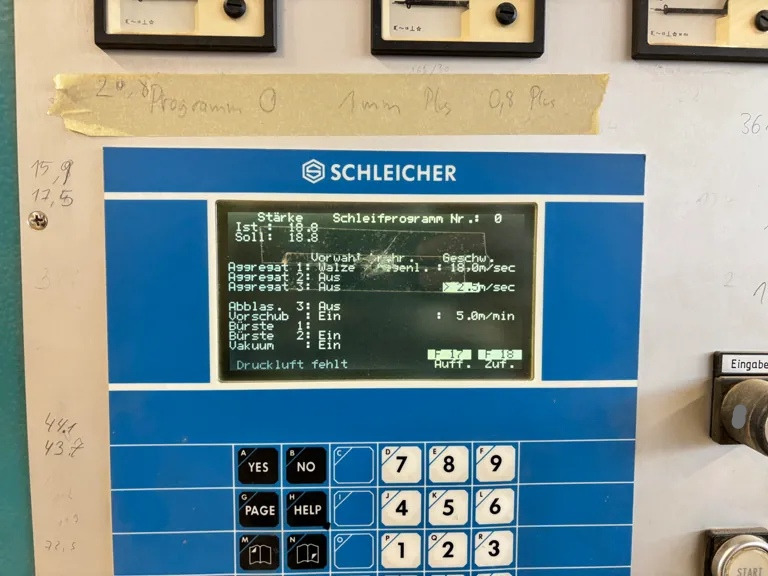 Programm 0 1mm Plus 0,8 Plus
15,9
17,5
SCHLEICHER
Stärke Schleifprogramm Nr.: 0
Ist : 18.8
Soll: 18.8
Geschw.
Aggregat 1: Walze : 18.0m/sec
Aggregat 2: Aus
Aggregat 3: Aus > 2.5m/sec
Abblas. 3: Aus
Vorschub : Ein : 5.0m/min
Bürste 1:
Bürste 2: Ein
Vakuum : Ein
F 17 F 18
Druckluft fehlt Auff. Zuf.
Eingabe
44,1
43,7
A YES B NO C D 7 E 8 F 9
G PAGE H HELP I J 4 K 5 L 6
M N O P 1 Q 2 R 3
72,5
START